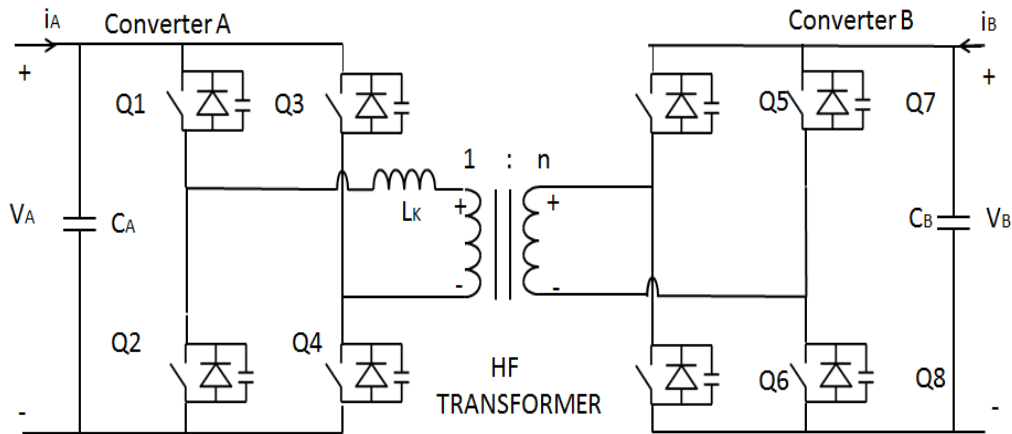 iA
Converter A
Converter B
iB
+
+
Q1
Q3
Q5
Q7
1 : n
VA
CA
LK
+
+
CB
VB
-
-
Q2
Q4
HF
TRANSFORMER
Q6
Q8
-
-